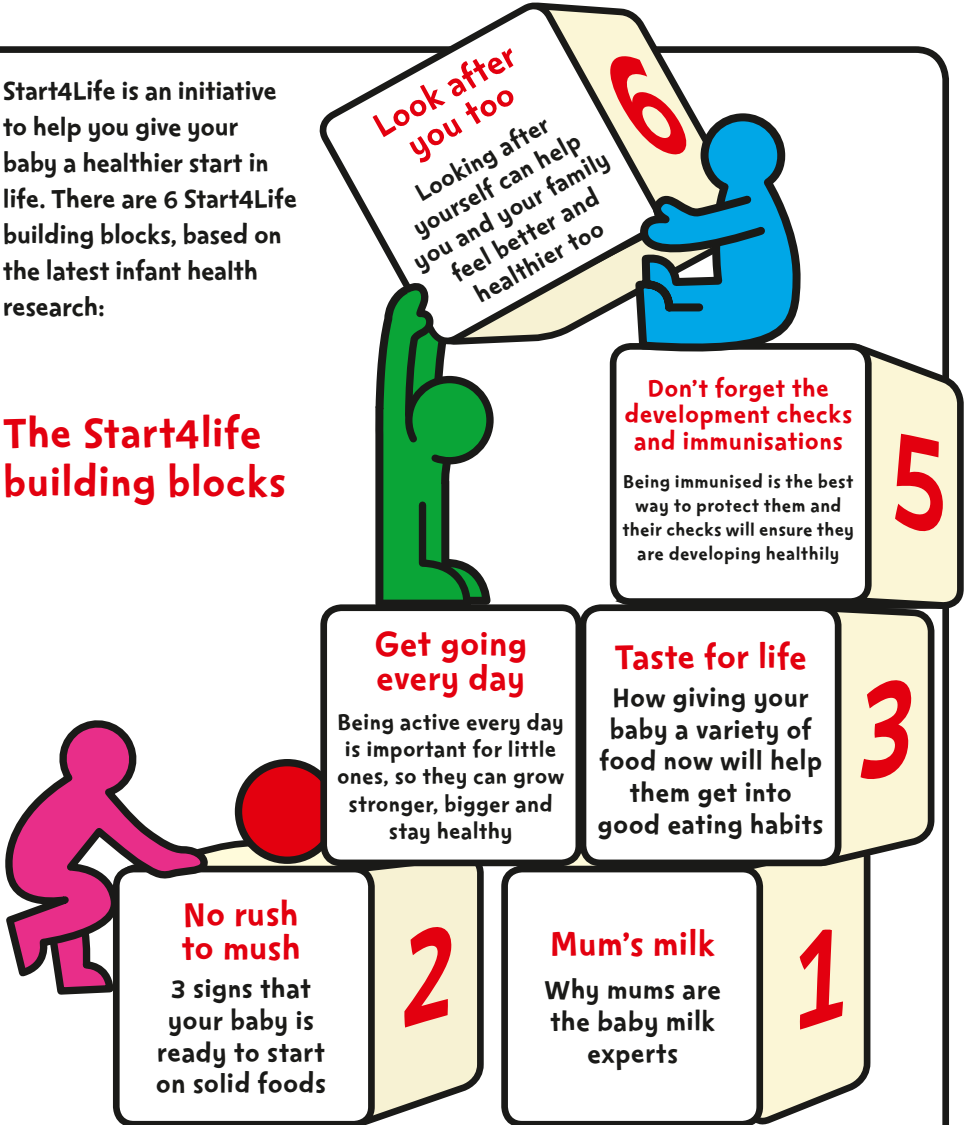 Start4Life is an initiative
to help you give your
baby a healthier start in
life. There are 6 Start4Life
building blocks, based on
the latest infant health
research:
The Start4life
building blocks
Look after
you too
Looking after
yourself can help
you and your family
feel better and
healthier too
6
Don't forget the
development checks
and immunisations
Being immunised is the best
way to protect them and
their checks will ensure they
are developing healthily
5
Get going
every day
Being active every day
is important for little
ones, so they can grow
stronger, bigger and
stay healthy
Taste for life
How giving your
baby a variety of
food now will help
them get into
good eating habits
3
No rush
to mush
3 signs that
your baby is
ready to start
on solid foods
2
Mum's milk
Why mums are
the baby milk
experts
1